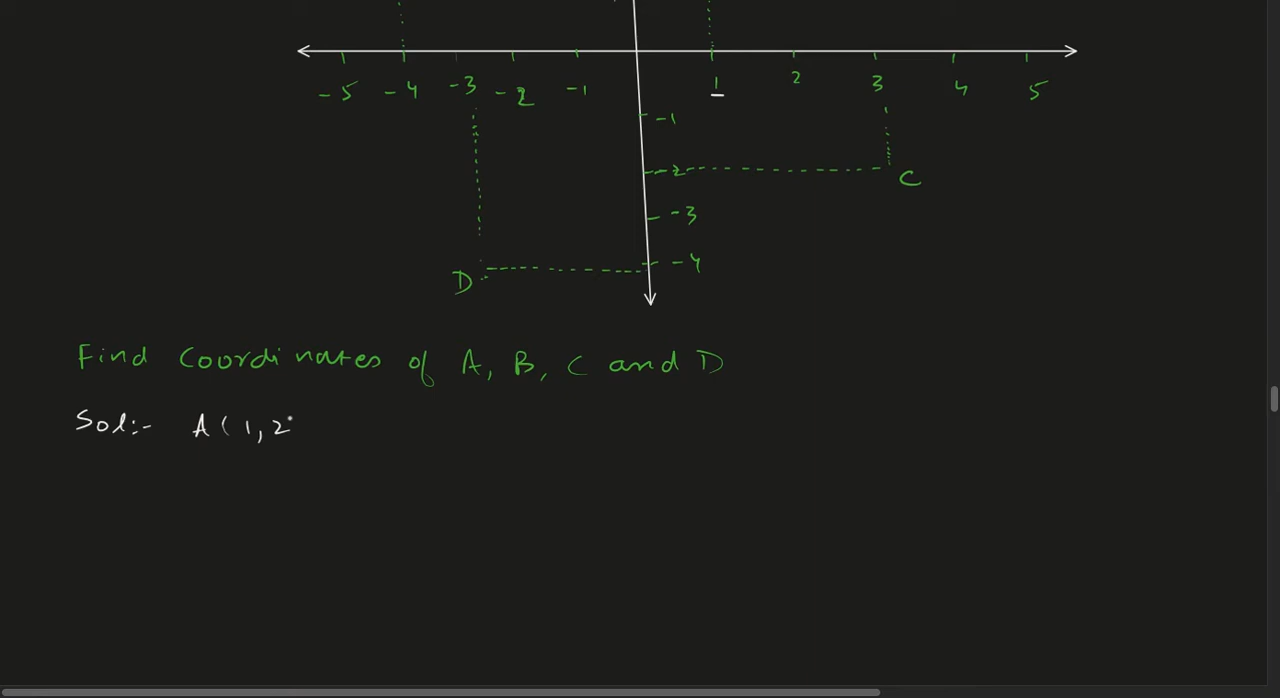 -5 -4 -3 -2 -1 1 2 3 4 5
-1
-2 C
-3
D -4
Find Coordinates of A, B, C and D
Sol:- A( 1, 2